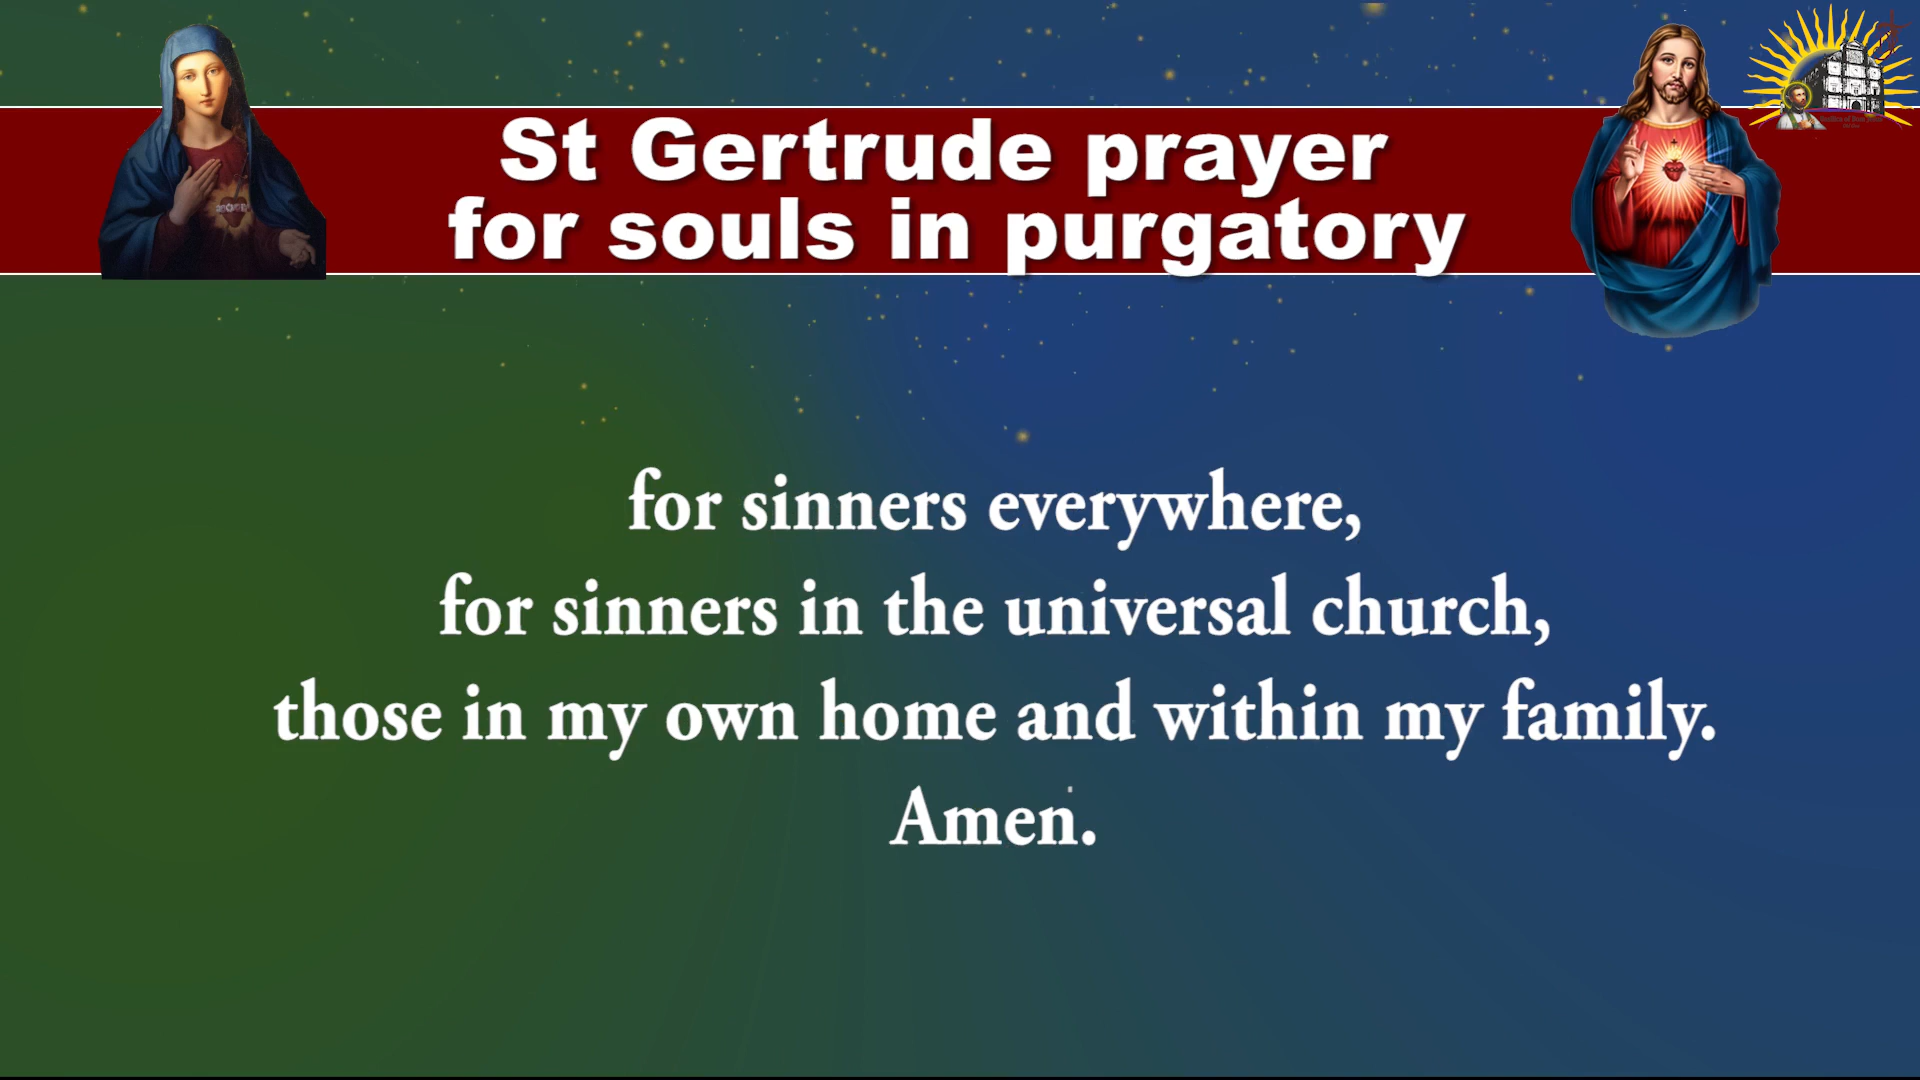 St Gertrude prayer
for souls in purgatory
for sinners everywhere,
for sinners in the universal church,
those in my own home and within my family.
Amen.